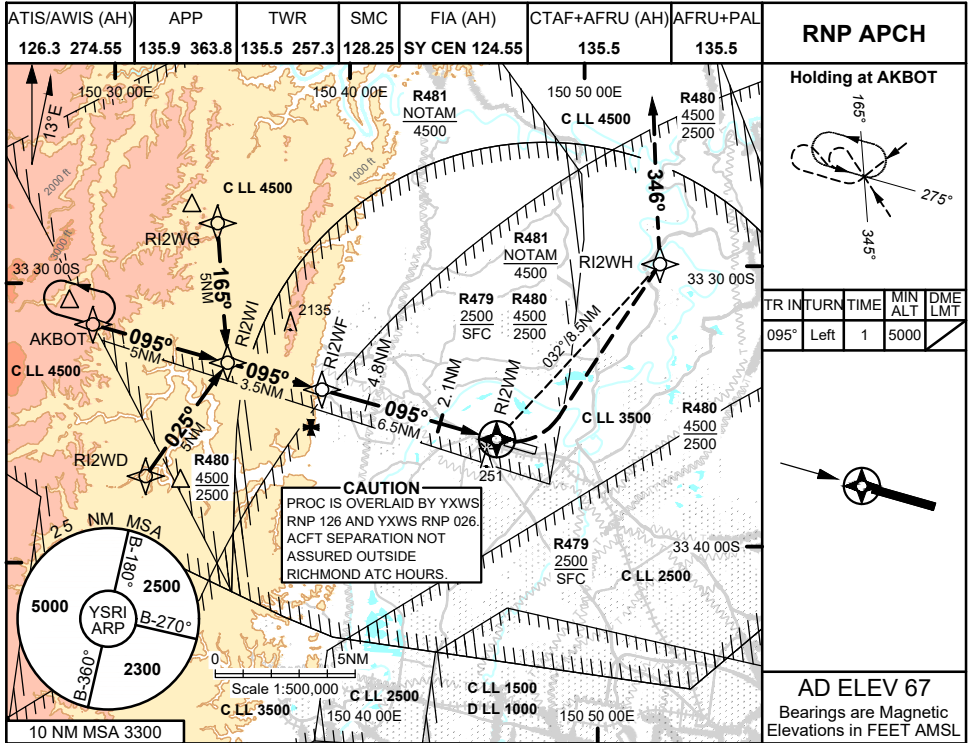 ATIS/AWIS (AH)
126.3 274.55
APP
135.9 363.8
TWR
135.5 257.3
SMC
128.25
FIA (AH)
SY CEN 124.55
CTAF+AFRU (AH)
135.5
AFRU+PAL
135.5
RNP APCH
Holding at AKBOT
165°
275°
345°
TR IN
TURN
TIME
MIN ALT
DME LMT
095°
Left
1
5000
13°E
150 30 00E
150 40 00E
150 50 00E
R481
NOTAM
4500
C LL 4500
R480
4500
2500
2000 ft
1000 ft
3000 ft
C LL 4500
RI2WG
165°
5NM
346°
R481
NOTAM
4500
RI2WH
33 30 00S
33 30 00S
R479
2500
SFC
R480
4500
2500
2135
RI2WI
RI2WF
AKBOT
095°
5NM
095°
3.5NM
4.8NM
2.1NM
RI2WM
032°/8.5NM
C LL 4500
095°
6.5NM
C LL 3500
R480
4500
2500
025°
5NM
RI2WD
R480
4500
2500
251
CAUTION
PROC IS OVERLAID BY YXWS
RNP 126 AND YXWS RNP 026.
ACFT SEPARATION NOT
ASSURED OUTSIDE
RICHMOND ATC HOURS.
R479
2500
SFC
33 40 00S
C LL 2500
25 NM MSA
B-180°
5000
2500
YSRI
ARP
B-270°
B-360°
2300
0
5NM
Scale 1:500,000
C LL 3500
C LL 2500
C LL 1500
D LL 1000
150 40 00E
150 50 00E
10 NM MSA 3300
AD ELEV 67
Bearings are Magnetic
Elevations in FEET AMSL